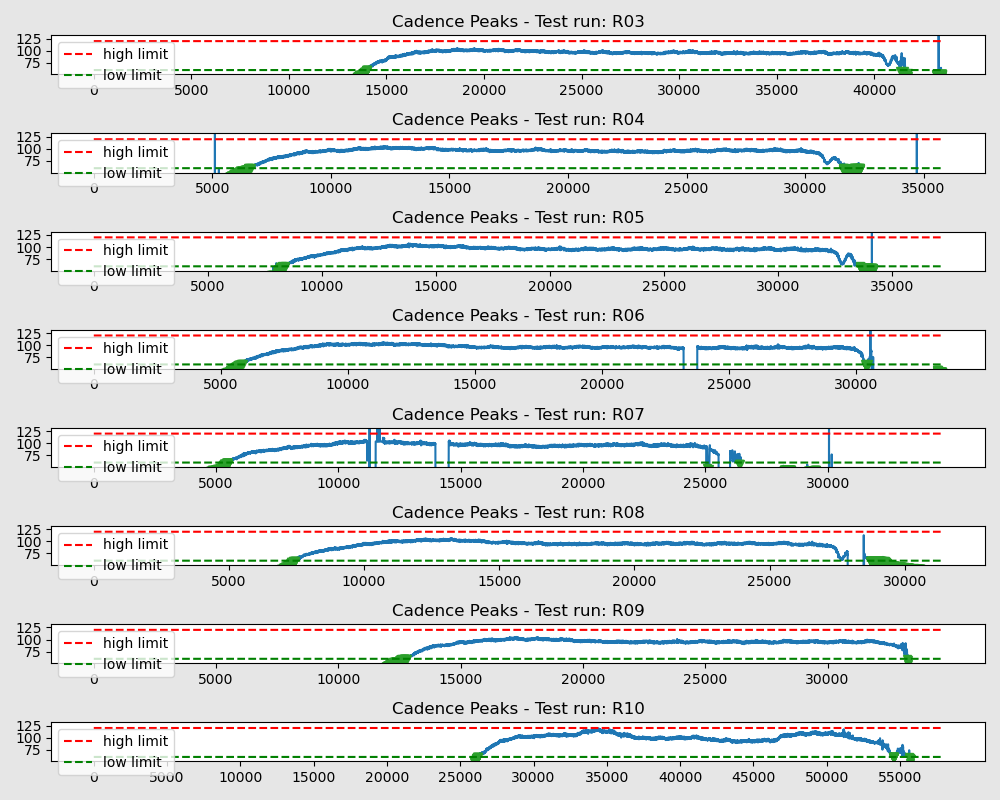 Cadence Peaks - Test run: R03
125
100
75
high limit
low limit
0 5000 10000 15000 20000 25000 30000 35000 40000
Cadence Peaks - Test run: R04
125
100
75
high limit
low limit
0 5000 10000 15000 20000 25000 30000 35000
Cadence Peaks - Test run: R05
125
100
75
high limit
low limit
0 5000 10000 15000 20000 25000 30000 35000
Cadence Peaks - Test run: R06
125
100
75
high limit
low limit
0 5000 10000 15000 20000 25000 30000
Cadence Peaks - Test run: R07
125
100
75
high limit
low limit
0 5000 10000 15000 20000 25000 30000
Cadence Peaks - Test run: R08
125
100
75
high limit
low limit
0 5000 10000 15000 20000 25000 30000
Cadence Peaks - Test run: R09
125
100
75
high limit
low limit
0 5000 10000 15000 20000 25000 30000
Cadence Peaks - Test run: R10
125
100
75
high limit
low limit
0 5000 10000 15000 20000 25000 30000 35000 40000 45000 50000 55000